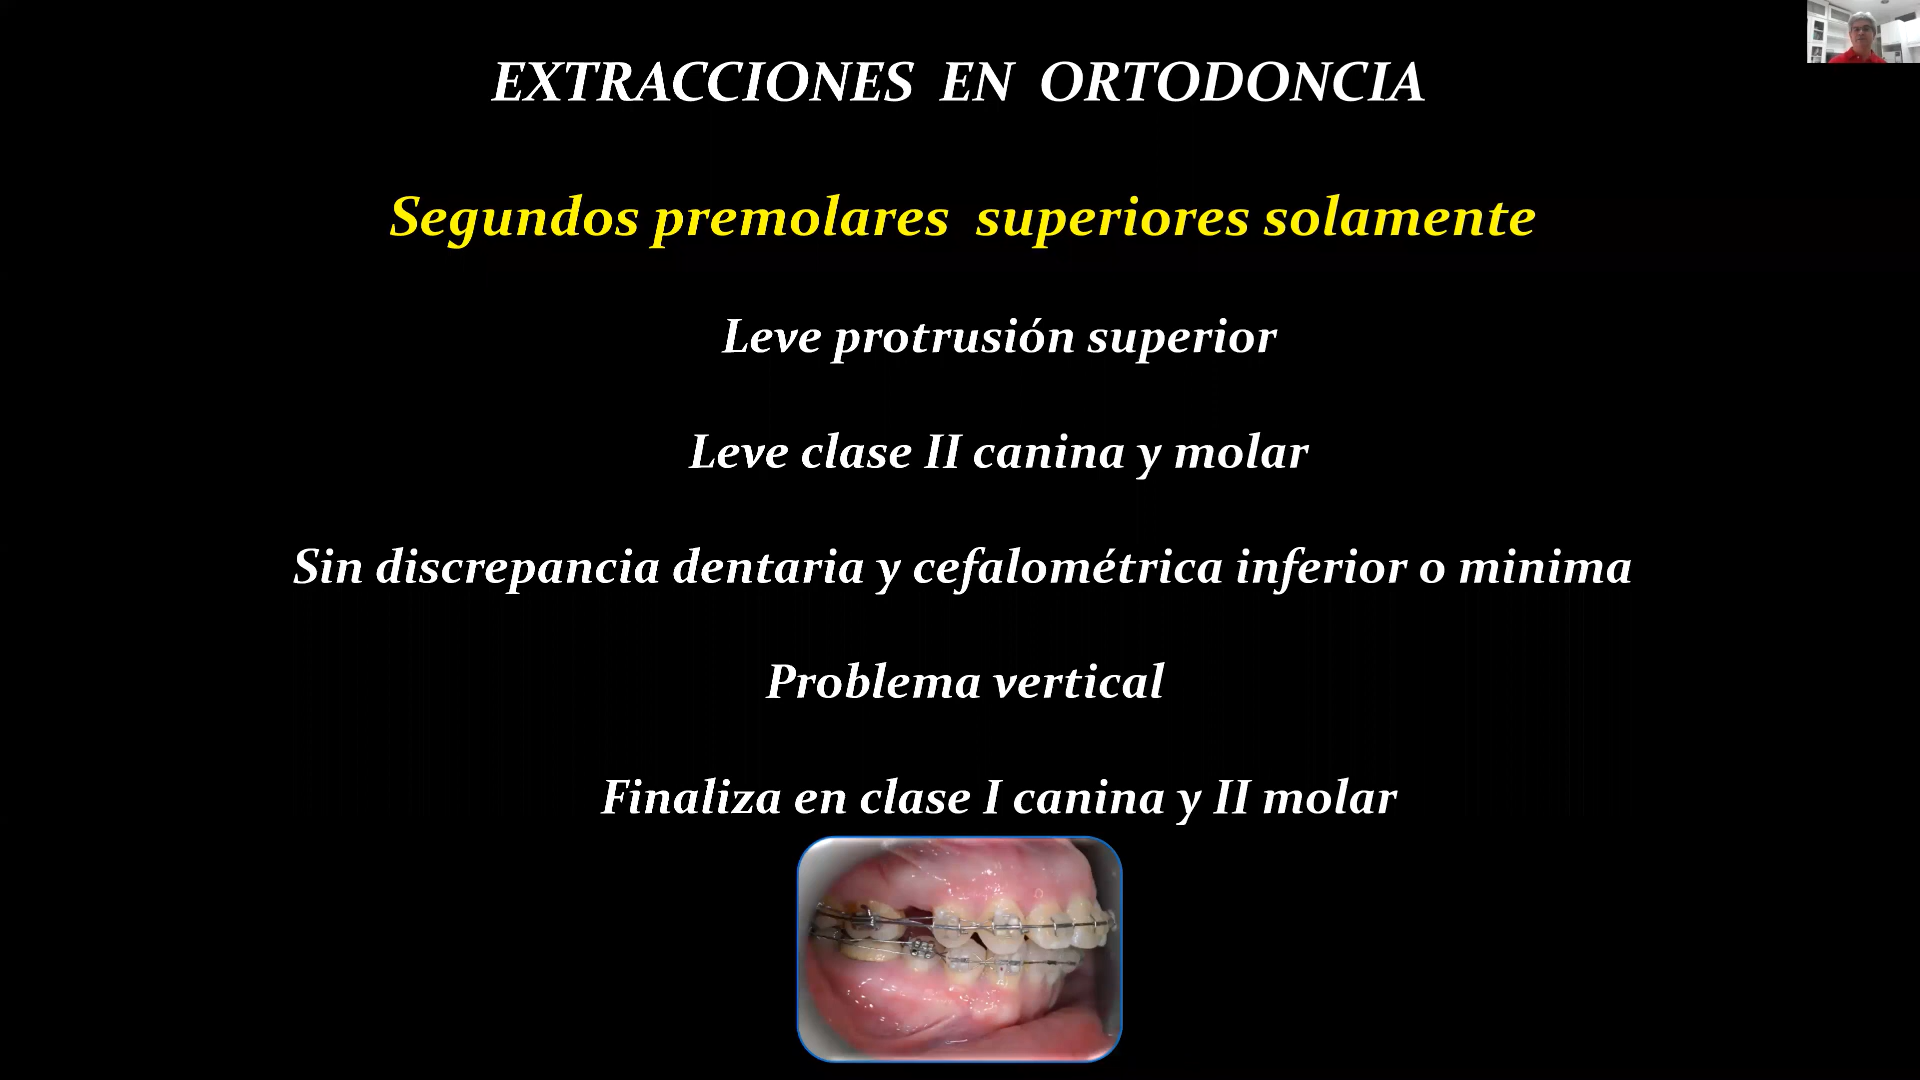 EXTRACCIONES EN ORTODONCIA
Segundos premolares superiores solamente
Leve protrusión superior
Leve clase II canina y molar
Sin discrepancia dentaria y cefalométrica inferior o minima
Problema vertical
Finaliza en clase I canina y II molar